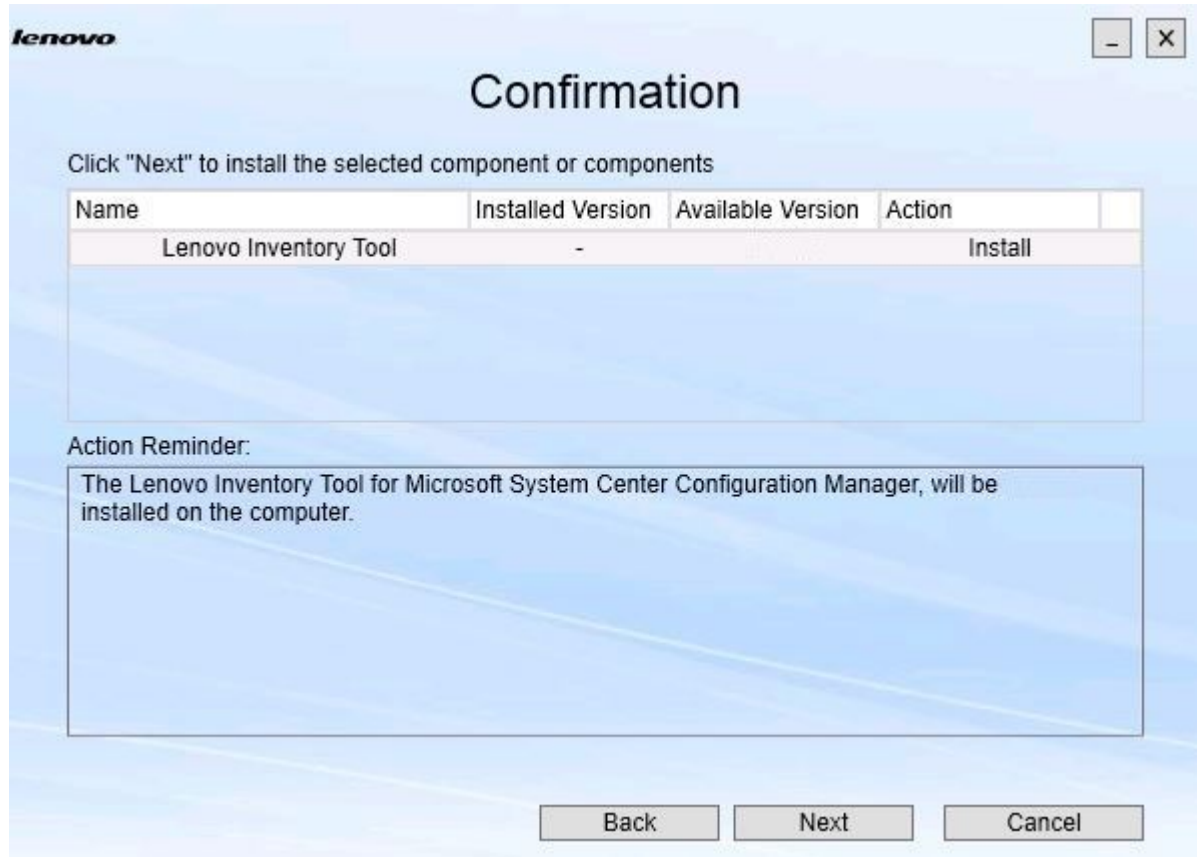 lenovo
Confirmation
Click "Next" to install the selected component or components
Name Installed Version Available Version Action
Lenovo Inventory Tool - Install
Action Reminder:
The Lenovo Inventory Tool for Microsoft System Center Configuration Manager, will be
installed on the computer.
Back Next Cancel